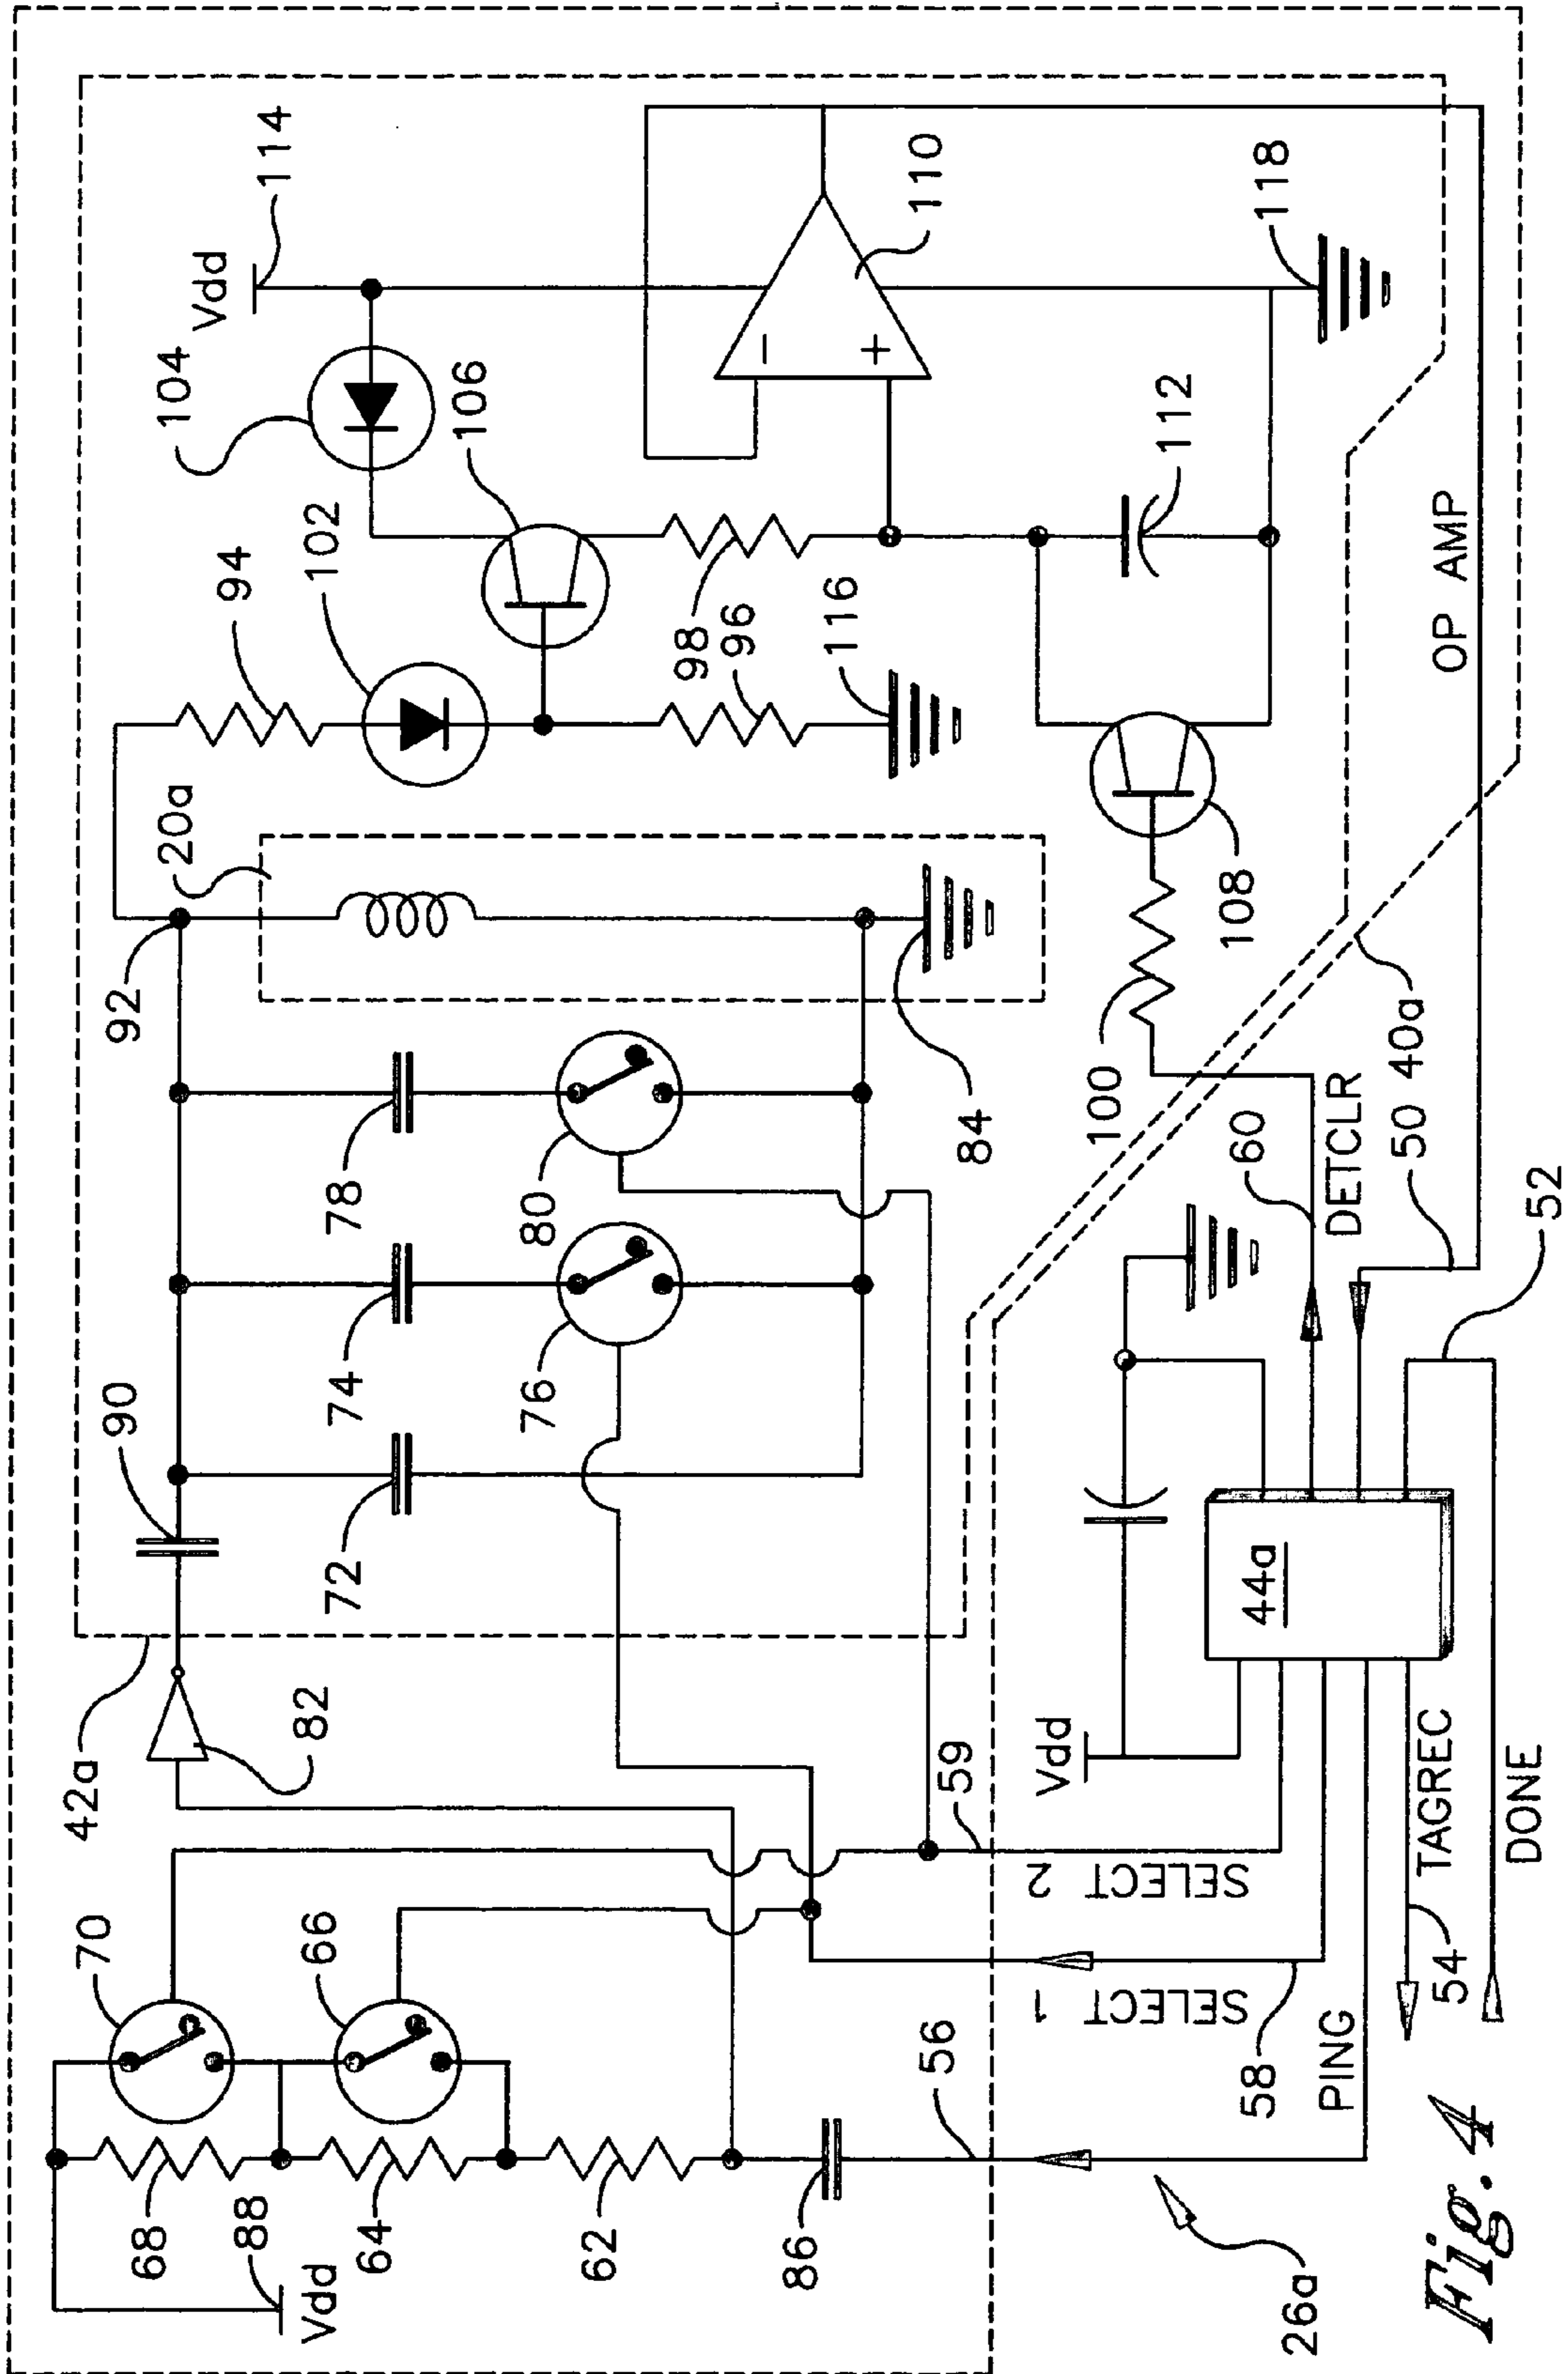 42a
82
90
72
74
76
78
80
84
92
20a
94
102
104
Vdd
114
106
98
96
116
110
112
118
100
108
OP AMP
70
66
68
88
Vdd
64
62
86
56
SELECT 1
58
SELECT 2
59
PING
Vdd
44a
TAGREC
54
DONE
52
50
60
DETCLR
40a
26a
Fig. 4